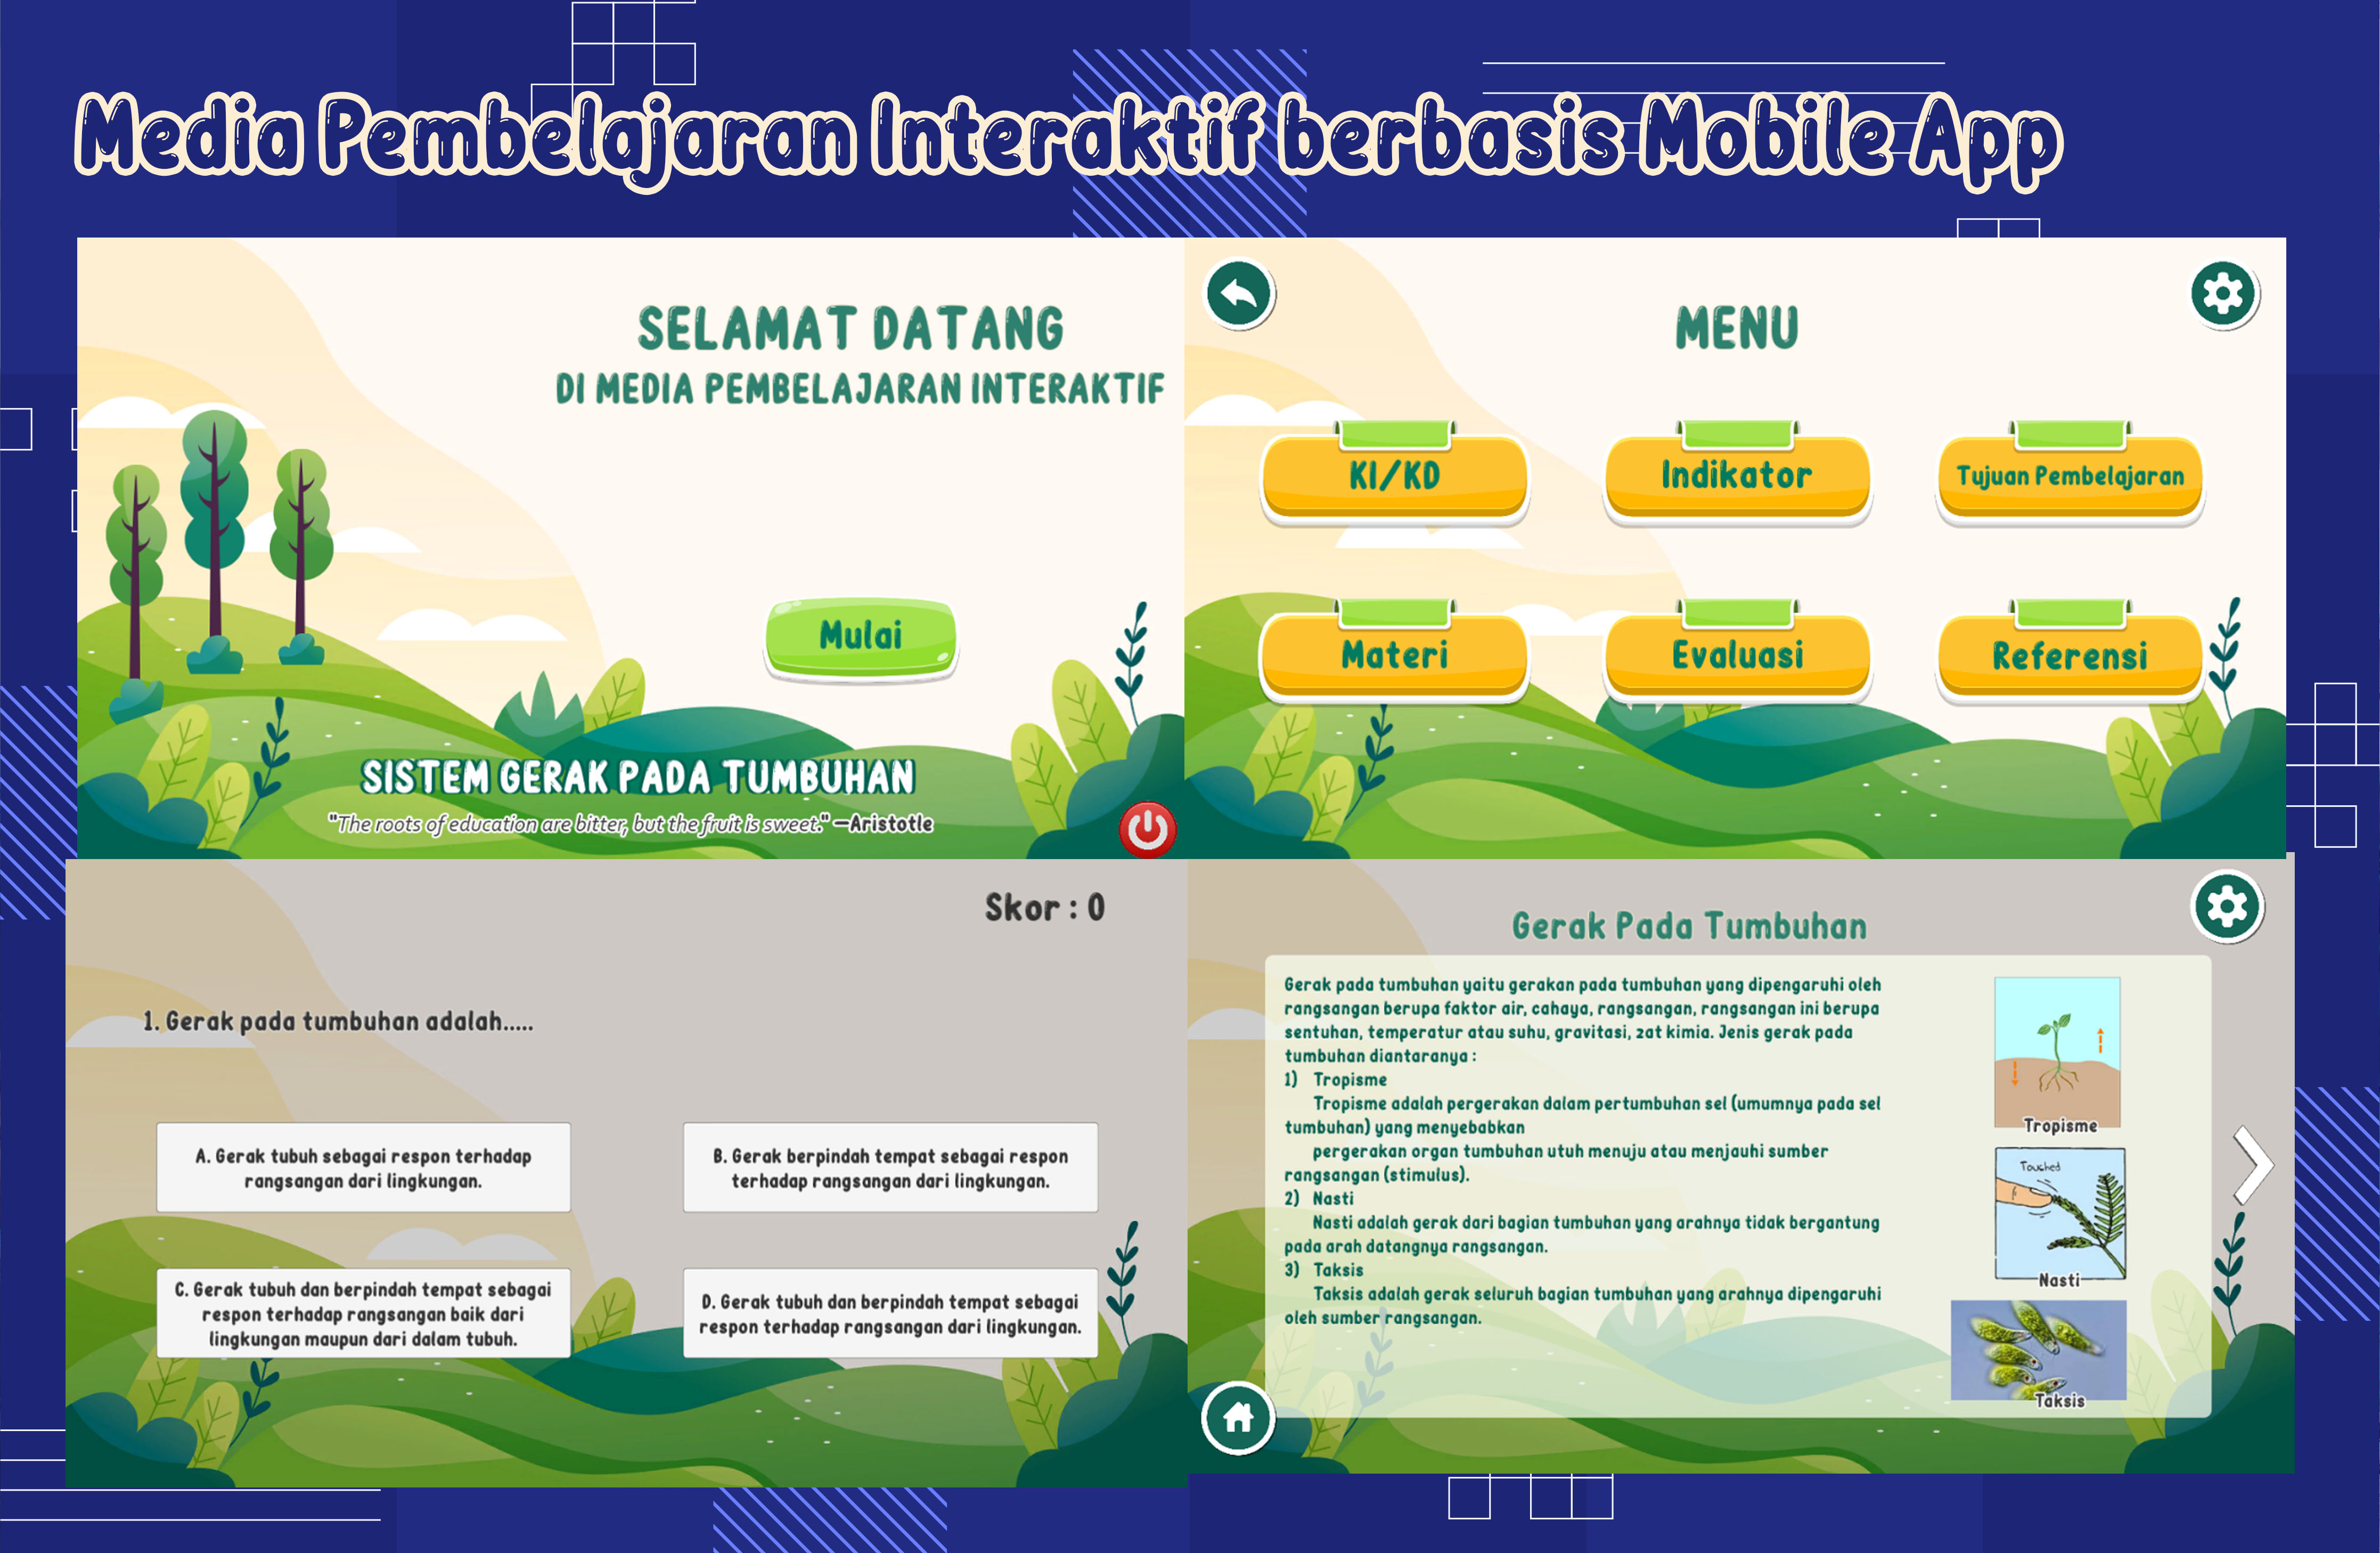 Media Pembelajaran Interaktif berbasis Mobile App
SELAMAT DATANG
DI MEDIA PEMBELAJARAN INTERAKTIF
Mulai
SISTEM GERAK PADA TUMBUHAN
"The roots of education are bitter, but the fruit is sweet." —Aristotle
MENU
KI/KD
Indikator
Tujuan Pembelajaran
Materi
Evaluasi
Referensi
Skor : 0
1. Gerak pada tumbuhan adalah.....
A. Gerak tubuh sebagai respon terhadap
rangsangan dari lingkungan.
B. Gerak berpindah tempat sebagai respon
terhadap rangsangan dari lingkungan.
C. Gerak tubuh dan berpindah tempat sebagai
respon terhadap rangsangan baik dari
lingkungan maupun dari dalam tubuh.
D. Gerak tubuh dan berpindah tempat sebagai
respon terhadap rangsangan dari lingkungan.
Gerak Pada Tumbuhan
Gerak pada tumbuhan yaitu gerakan pada tumbuhan yang dipengaruhi oleh
rangsangan berupa faktor air, cahaya, rangsangan, rangsangan ini berupa
sentuhan, temperatur atau suhu, gravitasi, zat kimia. Jenis gerak pada
tumbuhan diantaranya :
1) Tropisme
Tropisme adalah pergerakan dalam pertumbuhan sel (umumnya pada sel
tumbuhan) yang menyebabkan
pergerakan organ tumbuhan utuh menuju atau menjauhi sumber
rangsangan (stimulus).
2) Nasti
Nasti adalah gerak dari bagian tumbuhan yang arahnya tidak bergantung
pada arah datangnya rangsangan.
3) Taksis
Taksis adalah gerak seluruh bagian tumbuhan yang arahnya dipengaruhi
oleh sumber rangsangan.
Tropisme
Touched
Nasti
Taksis